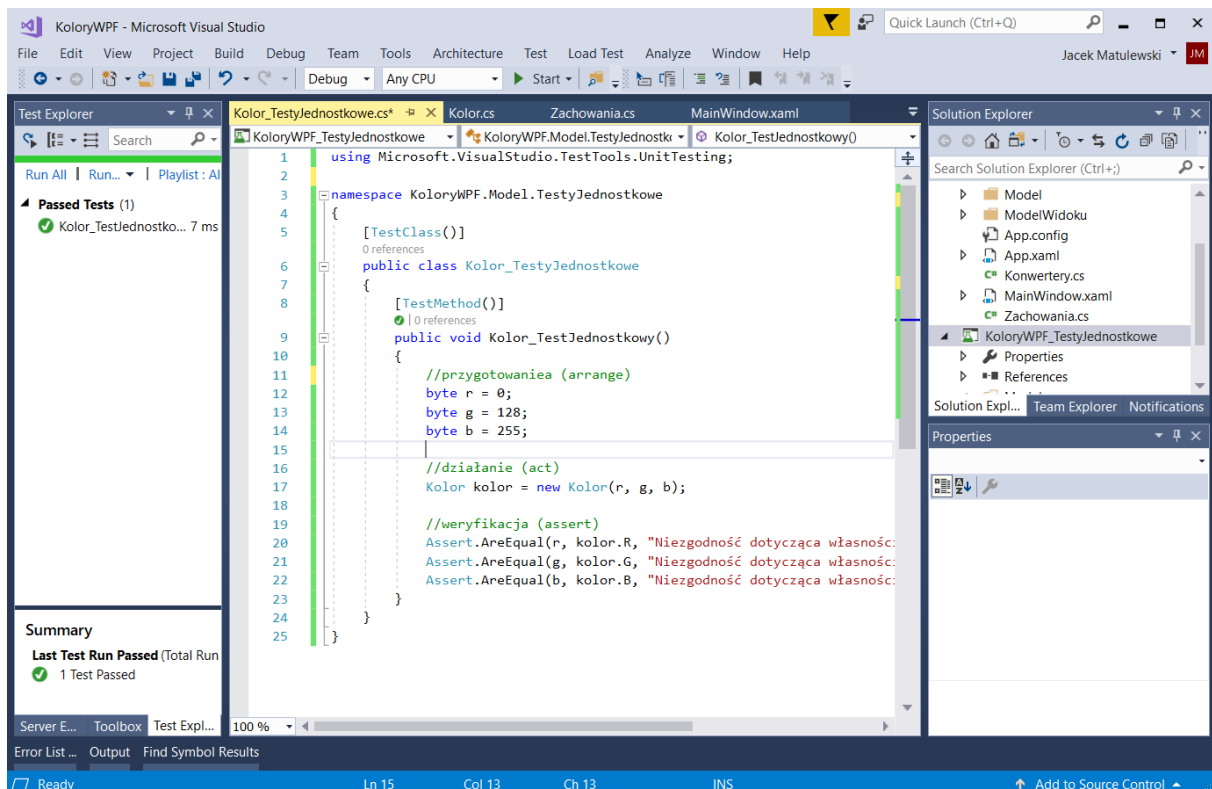 KoloryWPF - Microsoft Visual Studio
Quick Launch (Ctrl+Q)
File Edit View Project Build Debug Team Tools Architecture Test Load Test Analyze Window Help
Jacek Matulewski JM
Debug Any CPU Start
Test Explorer
Search
Run All | Run... | Playlist : Al
Passed Tests (1)
Kolor_TestJednostko... 7 ms
Summary
Last Test Run Passed (Total Run
1 Test Passed
Server E... Toolbox Test Expl...
Kolor_TestyJednostkowe.cs* Kolor.cs Zachowania.cs MainWindow.xaml
KoloryWPF_TestyJednostkowe KoloryWPF.Model.TestyJednostk Kolor_TestJednostkowy()
1 using Microsoft.VisualStudio.TestTools.UnitTesting;
2
3 namespace KoloryWPF.Model.TestyJednostkowe
4 {
5 [TestClass()]
0 references
6 public class Kolor_TestyJednostkowe
7 {
8 [TestMethod()]
| 0 references
9 public void Kolor_TestJednostkowy()
10 {
11 //przygotowaniea (arrange)
12 byte r = 0;
13 byte g = 128;
14 byte b = 255;
15
16 //działanie (act)
17 Kolor kolor = new Kolor(r, g, b);
18
19 //weryfikacja (assert)
20 Assert.AreEqual(r, kolor.R, "Niezgodność dotycząca własnośc
21 Assert.AreEqual(g, kolor.G, "Niezgodność dotycząca własnośc
22 Assert.AreEqual(b, kolor.B, "Niezgodność dotycząca własnośc
23 }
24 }
25 }
100 %
Solution Explorer
Search Solution Explorer (Ctrl+;)
Model
ModelWidoku
App.config
App.xaml
C# Konwertery.cs
MainWindow.xaml
C# Zachowania.cs
KoloryWPF_TestyJednostkowe
Properties
References
Solution Expl... Team Explorer Notifications
Properties
Error List ... Output Find Symbol Results
Ready Ln 15 Col 13 Ch 13 INS Add to Source Control